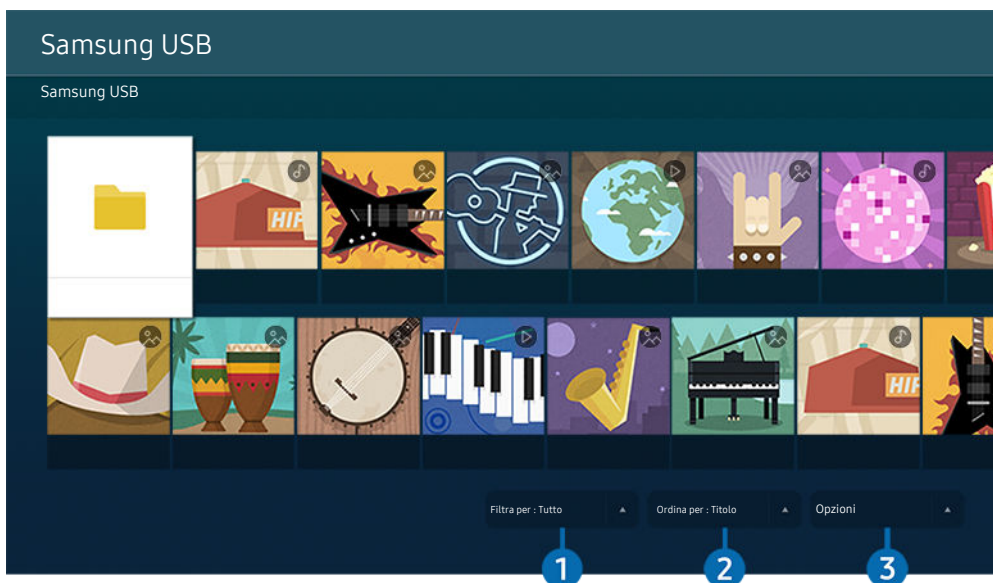 Samsung USB
Samsung USB
HIP
HIP
Filtra per : Tutto
Ordina per : Titolo
Opzioni
1
2
3